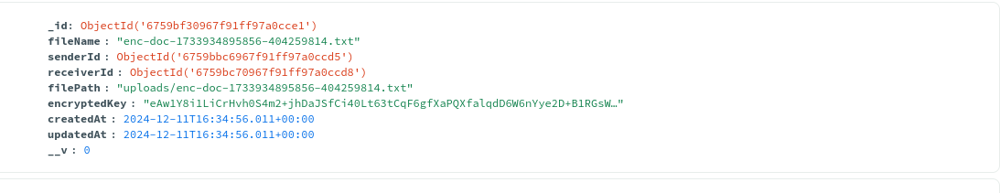 _id: ObjectId('6759bf30967f91ff97a0cce1')
fileName : "enc-doc-1733934895856-404259814.txt"
senderId : ObjectId('6759bbc6967f91ff97a0ccd5')
receiverId : ObjectId('6759bc70967f91ff97a0ccd8')
filePath : "uploads/enc-doc-1733934895856-404259814.txt"
encryptedKey : "eAw1Y8i1LiCrHvh0S4m2+jhDaJSfCi40Lt63tCqF6gfXaPQXfalqdD6W6nYye2D+B1RGsW…"
createdAt : 2024-12-11T16:34:56.011+00:00
updatedAt : 2024-12-11T16:34:56.011+00:00
__v : 0